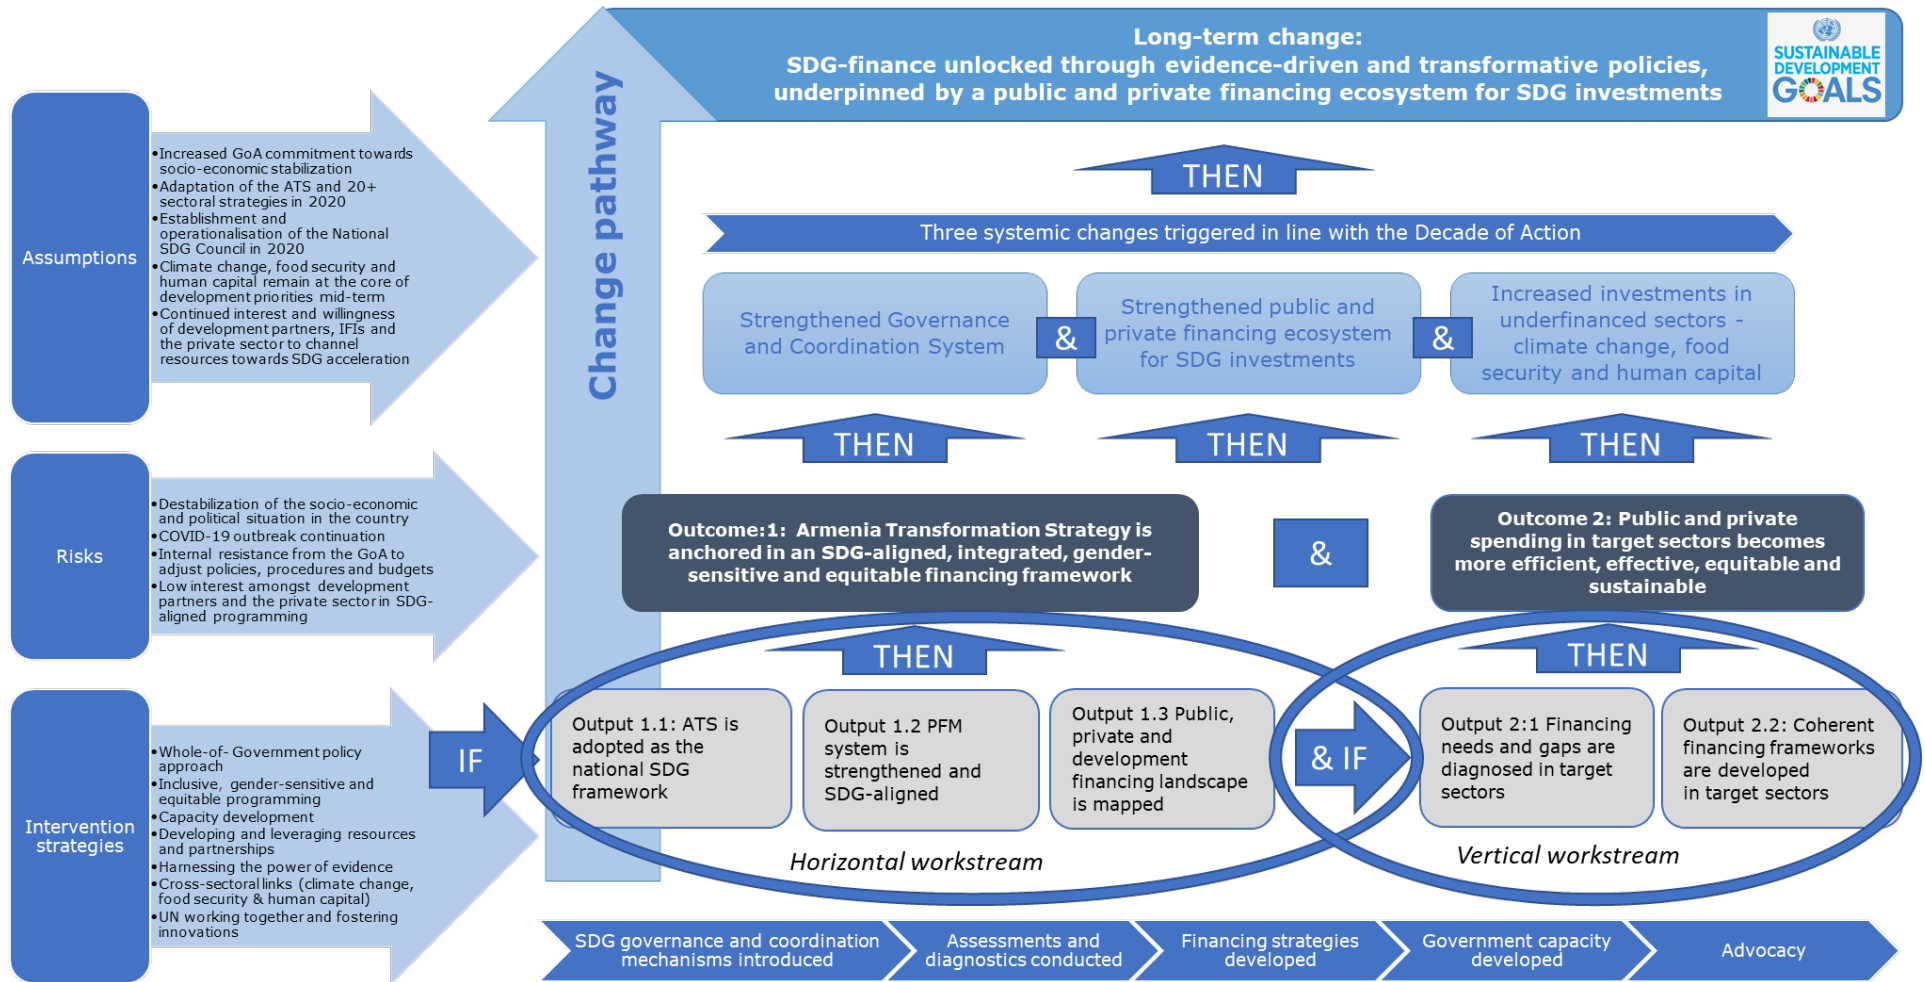 Long-term change:
SDG-finance unlocked through evidence-driven and transformative policies,
underpinned by a public and private financing ecosystem for SDG investments
SUSTAINABLE
DEVELOPMENT
GOALS
Change pathway
Assumptions
•Increased GoA commitment towards
socio-economic stabilization
•Adaptation of the ATS and 20+
sectoral strategies in 2020
•Establishment and
operationalisation of the National
SDG Council in 2020
•Climate change, food security and
human capital remain at the core of
development priorities mid-term
•Continued interest and willingness
of development partners, IFIs and
the private sector to channel
resources towards SDG acceleration
Risks
•Destabilization of the socio-economic
and political situation in the country
•COVID-19 outbreak continuation
•Internal resistance from the GoA to
adjust policies, procedures and budgets
•Low interest amongst development
partners and the private sector in SDG-
aligned programming
Intervention
strategies
•Whole-of- Government policy
approach
•Inclusive, gender-sensitive and
equitable programming
•Capacity development
•Developing and leveraging resources
and partnerships
•Harnessing the power of evidence
•Cross-sectoral links (climate change,
food security & human capital)
•UN working together and fostering
innovations
THEN
Three systemic changes triggered in line with the Decade of Action
Strengthened Governance
and Coordination System
&
Strengthened public and
private financing ecosystem
for SDG investments
&
Increased investments in
underfinanced sectors -
climate change, food
security and human capital
THEN
THEN
THEN
Outcome:1:  Armenia Transformation Strategy is
anchored in an SDG-aligned, integrated, gender-
sensitive and equitable financing framework
&
Outcome 2: Public and private
spending in target sectors becomes
more efficient, effective, equitable and
sustainable
THEN
THEN
IF
Output 1.1: ATS is
adopted as the
national SDG
framework
Output 1.2 PFM
system is
strengthened and
SDG-aligned
Output 1.3 Public,
private and
development
financing landscape
is mapped
& IF
Output 2:1 Financing
needs and gaps are
diagnosed in target
sectors
Output 2.2: Coherent
financing frameworks
are developed
in target sectors
Horizontal workstream
Vertical workstream
SDG governance and coordination
mechanisms introduced
Assessments and
diagnostics conducted
Financing strategies
developed
Government capacity
developed
Advocacy